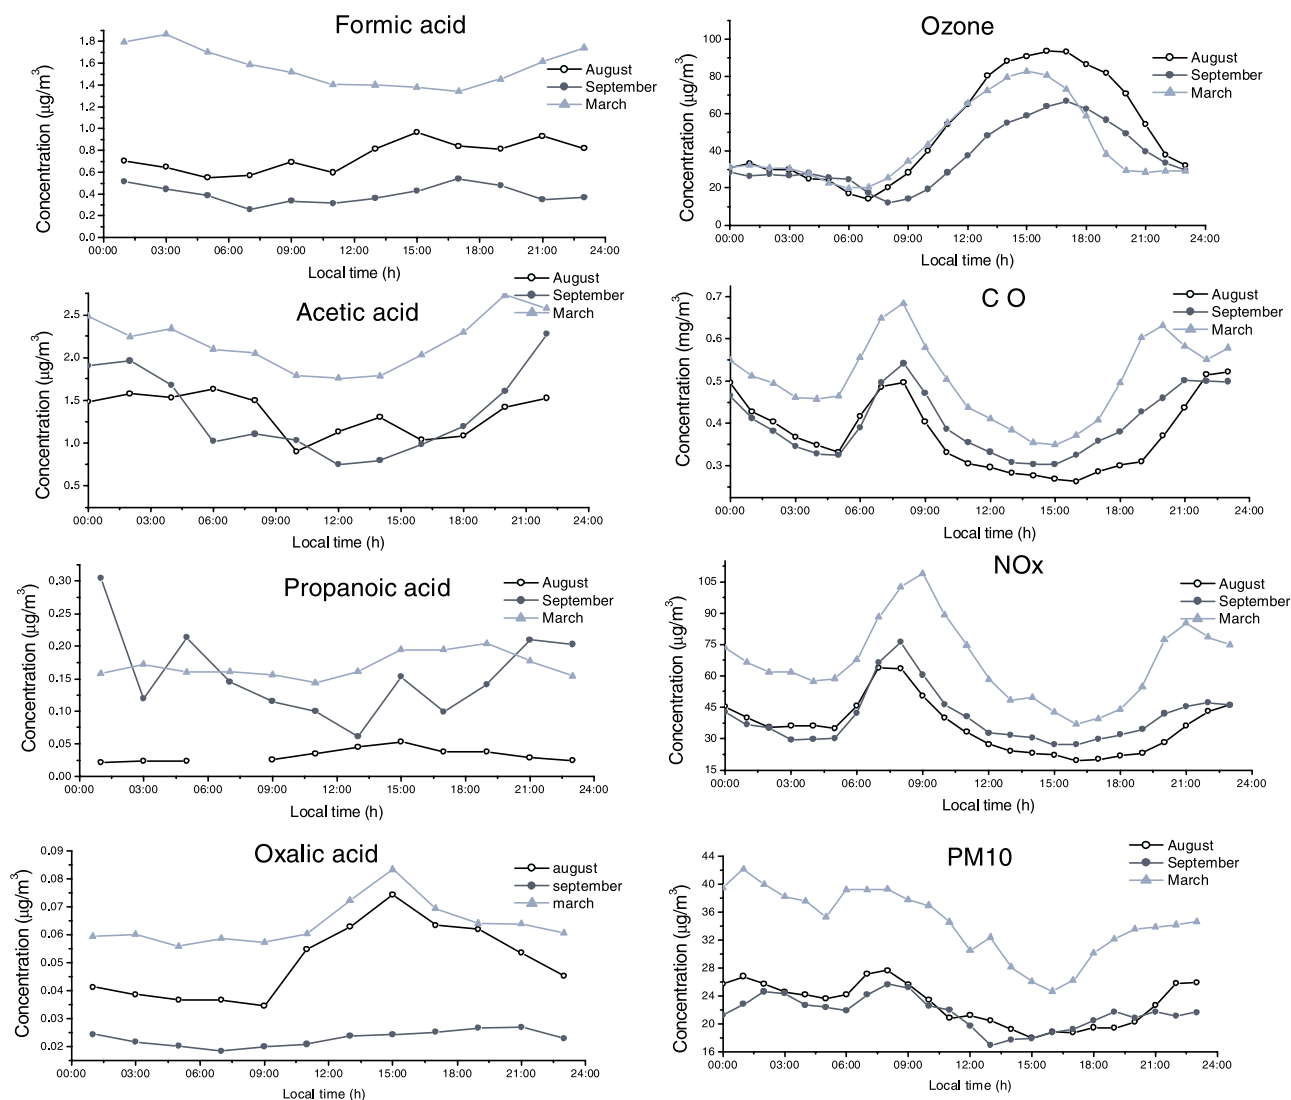 Formic acid
Concentration (µg/m³)
1.8
1.6
1.4
1.2
1.0
0.8
0.6
0.4
0.2
0.0
00:00 03:00 06:00 09:00 12:00 15:00 18:00 21:00 24:00
Local time (h)
August
September
March
Ozone
Concentration (µg/m³)
100
80
60
40
20
0
00:00 03:00 06:00 09:00 12:00 15:00 18:00 21:00 24:00
Local time (h)
August
September
March
Acetic acid
Concentration (µg/m³)
2.5
2.0
1.5
1.0
0.5
00:00 03:00 06:00 09:00 12:00 15:00 18:00 21:00 24:00
Local time (h)
August
September
March
C O
Concentration (mg/m³)
0.7
0.6
0.5
0.4
0.3
00:00 03:00 06:00 09:00 12:00 15:00 18:00 21:00 24:00
Local time (h)
August
September
March
Propanoic acid
Concentration (µg/m³)
0.30
0.25
0.20
0.15
0.10
0.05
0.00
00:00 03:00 06:00 09:00 12:00 15:00 18:00 21:00 24:00
Local time (h)
August
September
March
NOx
Concentration (µg/m³)
105
90
75
60
45
30
15
00:00 03:00 06:00 09:00 12:00 15:00 18:00 21:00 24:00
Local time (h)
August
September
March
Oxalic acid
Concentration (µg/m³)
0.09
0.08
0.07
0.06
0.05
0.04
0.03
0.02
00:00 03:00 06:00 09:00 12:00 15:00 18:00 21:00 24:00
Local time (h)
august
september
march
PM10
Concentration (µg/m³)
44
40
36
32
28
24
20
16
00:00 03:00 06:00 09:00 12:00 15:00 18:00 21:00 24:00
Local time (h)
August
September
March